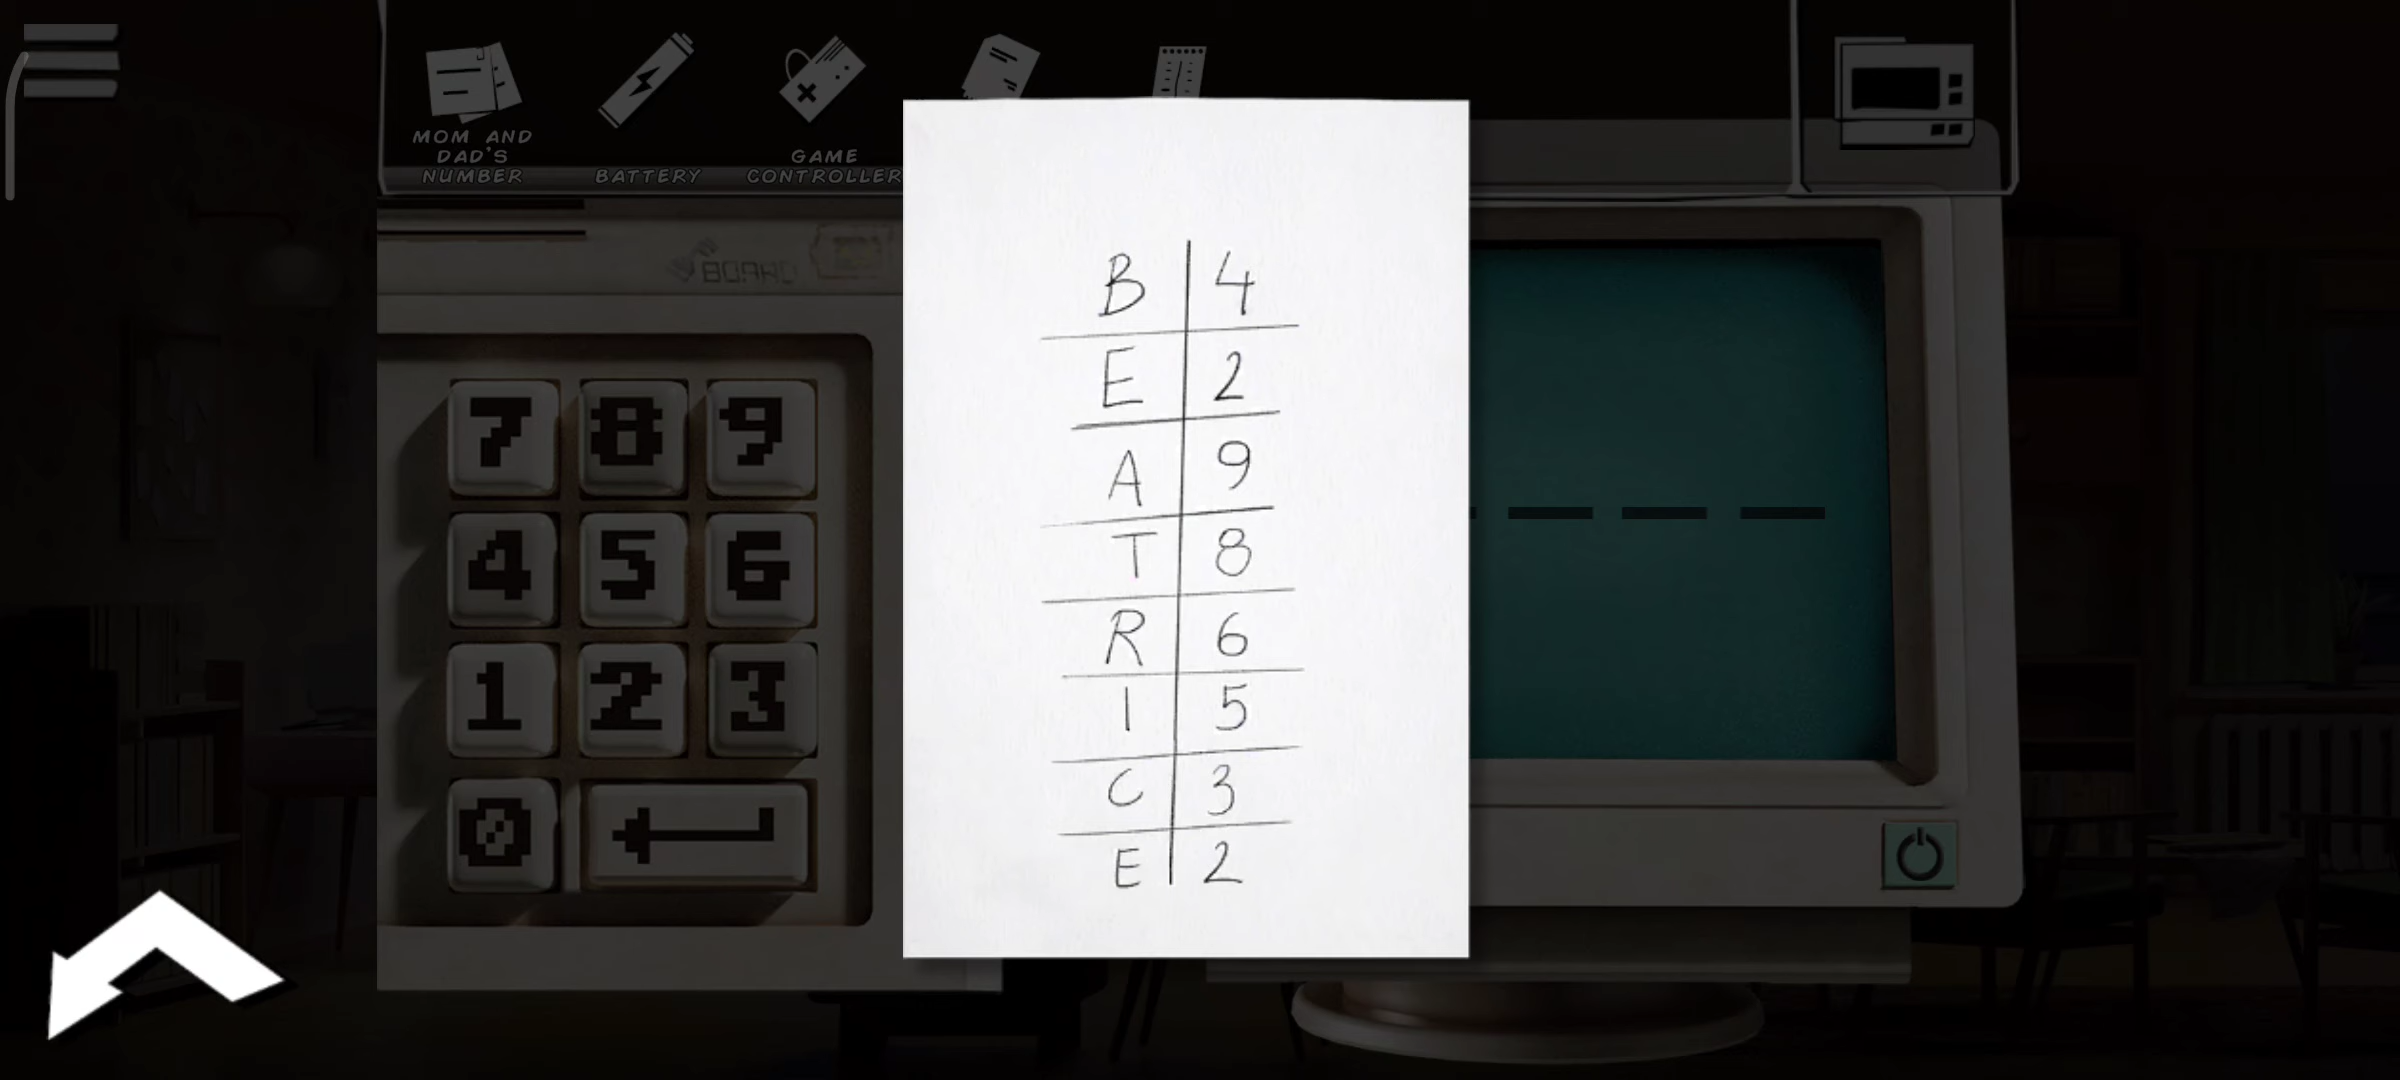 MOM AND
DAD'S
NUMBER
BATTERY
GAME
CONTROLLER
BOARD
7 8 9
4 5 6
1 2 3
0
B 4
E 2
A 9
T 8
R 6
I 5
C 3
E 2